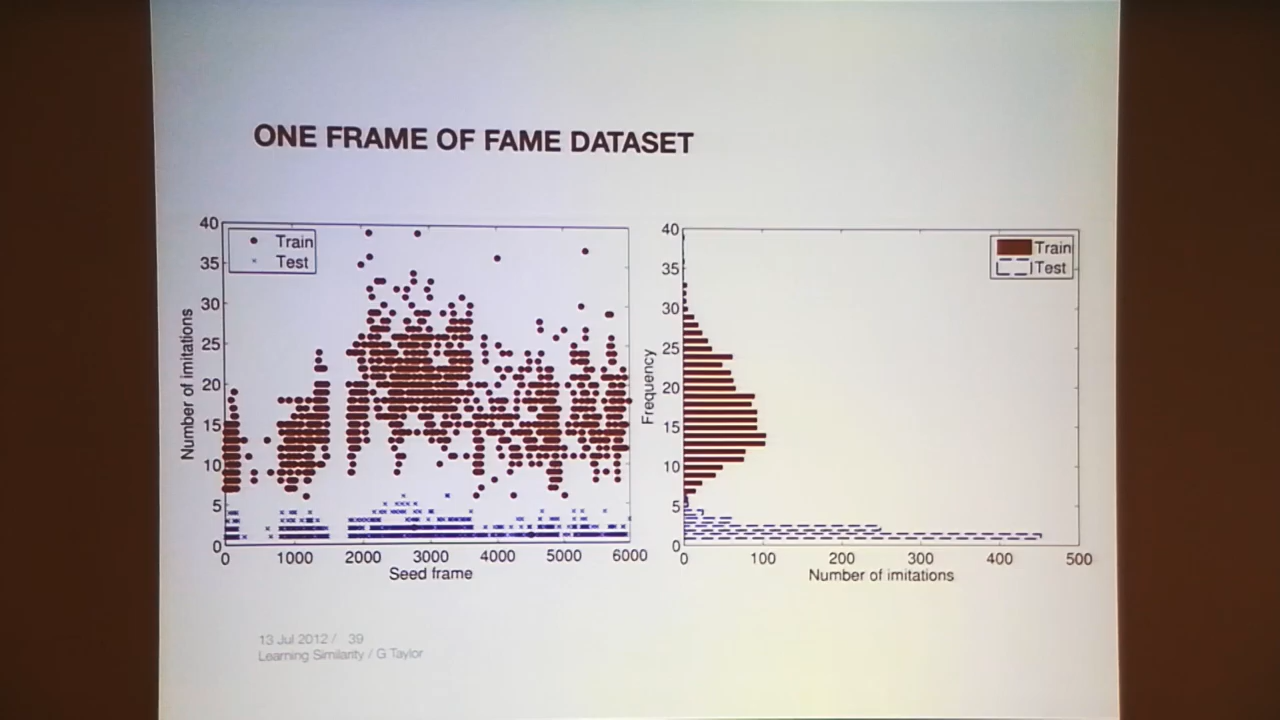 ONE FRAME OF FAME DATASET
40
35
30
25
20
15
10
5
0
Number of imitations
Train
Test
0 1000 2000 3000 4000 5000 6000
Seed frame
40
35
30
25
20
15
10
5
0
Frequency
Train
Test
0 100 200 300 400 500
Number of imitations
13 Jul 2012 / 39
Learning Similarity / G Taylor